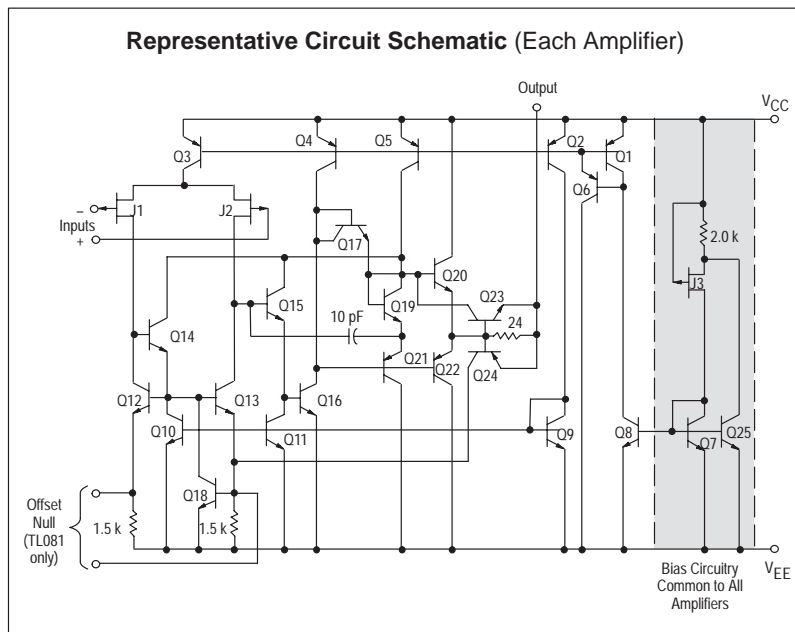 Representative Circuit Schematic (Each Amplifier)
Output
VCC
Q3
Q4
Q5
Q2
Q1
Q6
–
Inputs
+
J1
J2
2.0 k
J3
Q17
Q20
Q15
Q19
Q23
Q14
10 pF
24
Q21
Q22
Q24
Q12
Q13
Q16
Q10
Q11
Q9
Q8
Q7
Q25
Q18
Offset
Null
(TL081
only)
1.5 k
1.5 k
VEE
Bias Circuitry
Common to All
Amplifiers